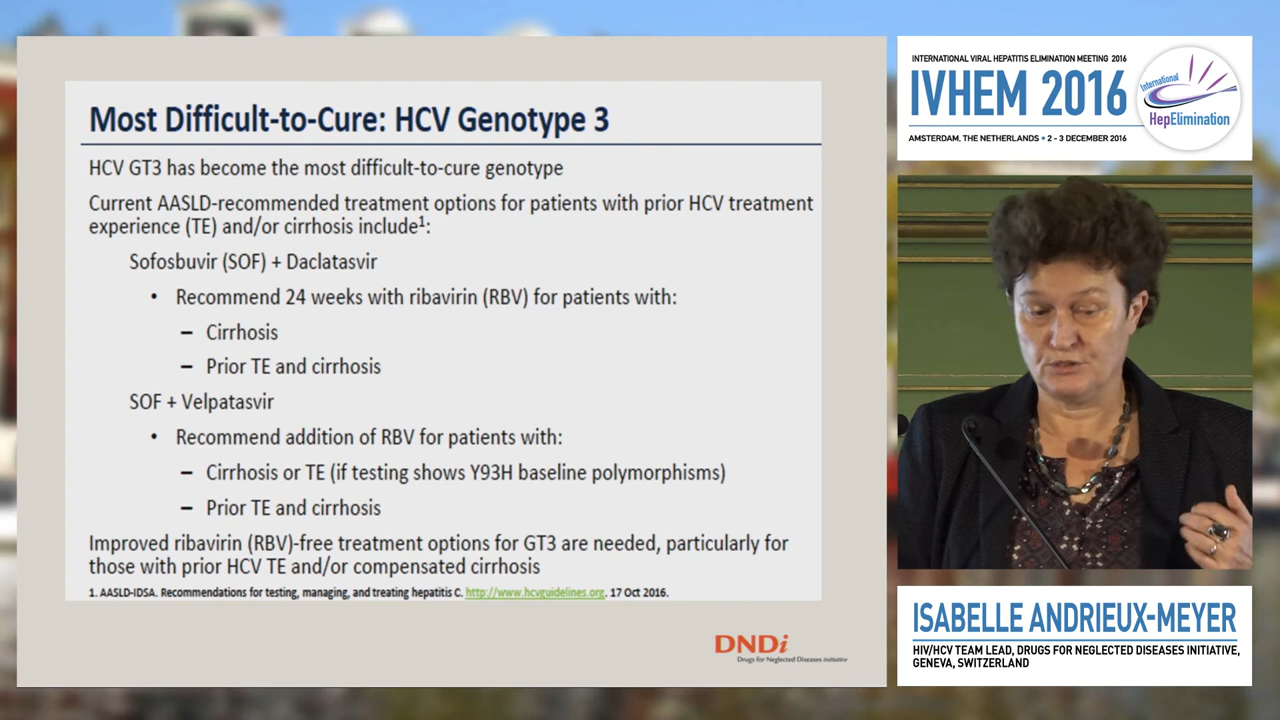 Most Difficult-to-Cure: HCV Genotype 3
HCV GT3 has become the most difficult-to-cure genotype
Current AASLD-recommended treatment options for patients with prior HCV treatment
experience (TE) and/or cirrhosis include¹:
Sofosbuvir (SOF) + Daclatasvir
• Recommend 24 weeks with ribavirin (RBV) for patients with:
– Cirrhosis
– Prior TE and cirrhosis
SOF + Velpatasvir
• Recommend addition of RBV for patients with:
– Cirrhosis or TE (if testing shows Y93H baseline polymorphisms)
– Prior TE and cirrhosis
Improved ribavirin (RBV)-free treatment options for GT3 are needed, particularly for
those with prior HCV TE and/or compensated cirrhosis
1. AASLD-IDSA. Recommendations for testing, managing, and treating hepatitis C. http://www.hcvguidelines.org. 17 Oct 2016.
DNDi
Drugs for Neglected Diseases initiative
INTERNATIONAL VIRAL HEPATITIS ELIMINATION MEETING 2016
IVHEM 2016
AMSTERDAM, THE NETHERLANDS • 2 - 3 DECEMBER 2016
International
HepElimination
ISABELLE ANDRIEUX-MEYER
HIV/HCV TEAM LEAD, DRUGS FOR NEGLECTED DISEASES INITIATIVE,
GENEVA, SWITZERLAND